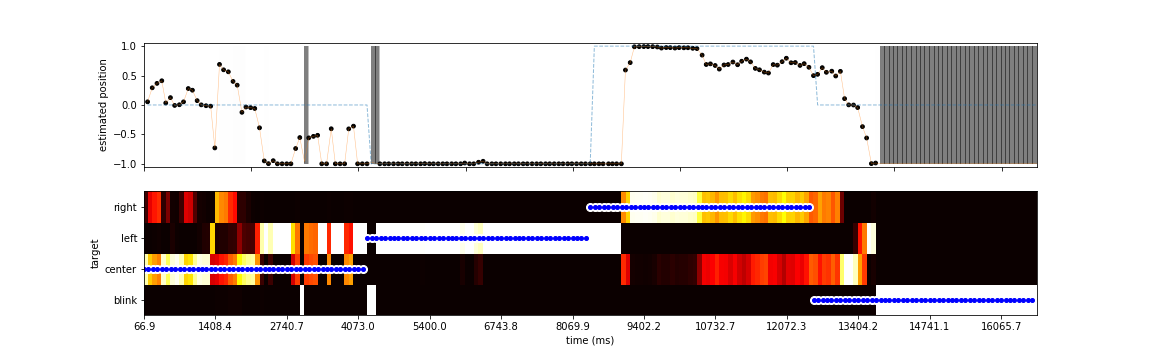 1.0
0.5
0.0
−0.5
−1.0
estimated position
right
left
center
blink
target
66.9 1408.4 2740.7 4073.0 5400.0 6743.8 8069.9 9402.2 10732.7 12072.3 13404.2 14741.1 16065.7
time (ms)